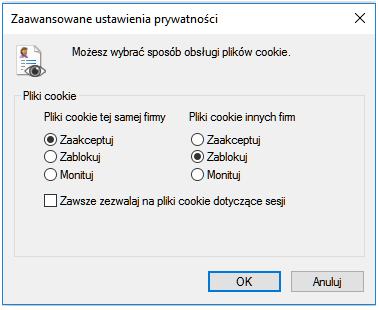 Zaawansowane ustawienia prywatności
Możesz wybrać sposób obsługi plików cookie.
Pliki cookie
Pliki cookie tej samej firmy
Pliki cookie innych firm
Zaakceptuj
Zaakceptuj
Zablokuj
Zablokuj
Monituj
Monituj
Zawsze zezwalaj na pliki cookie dotyczące sesji
OK
Anuluj